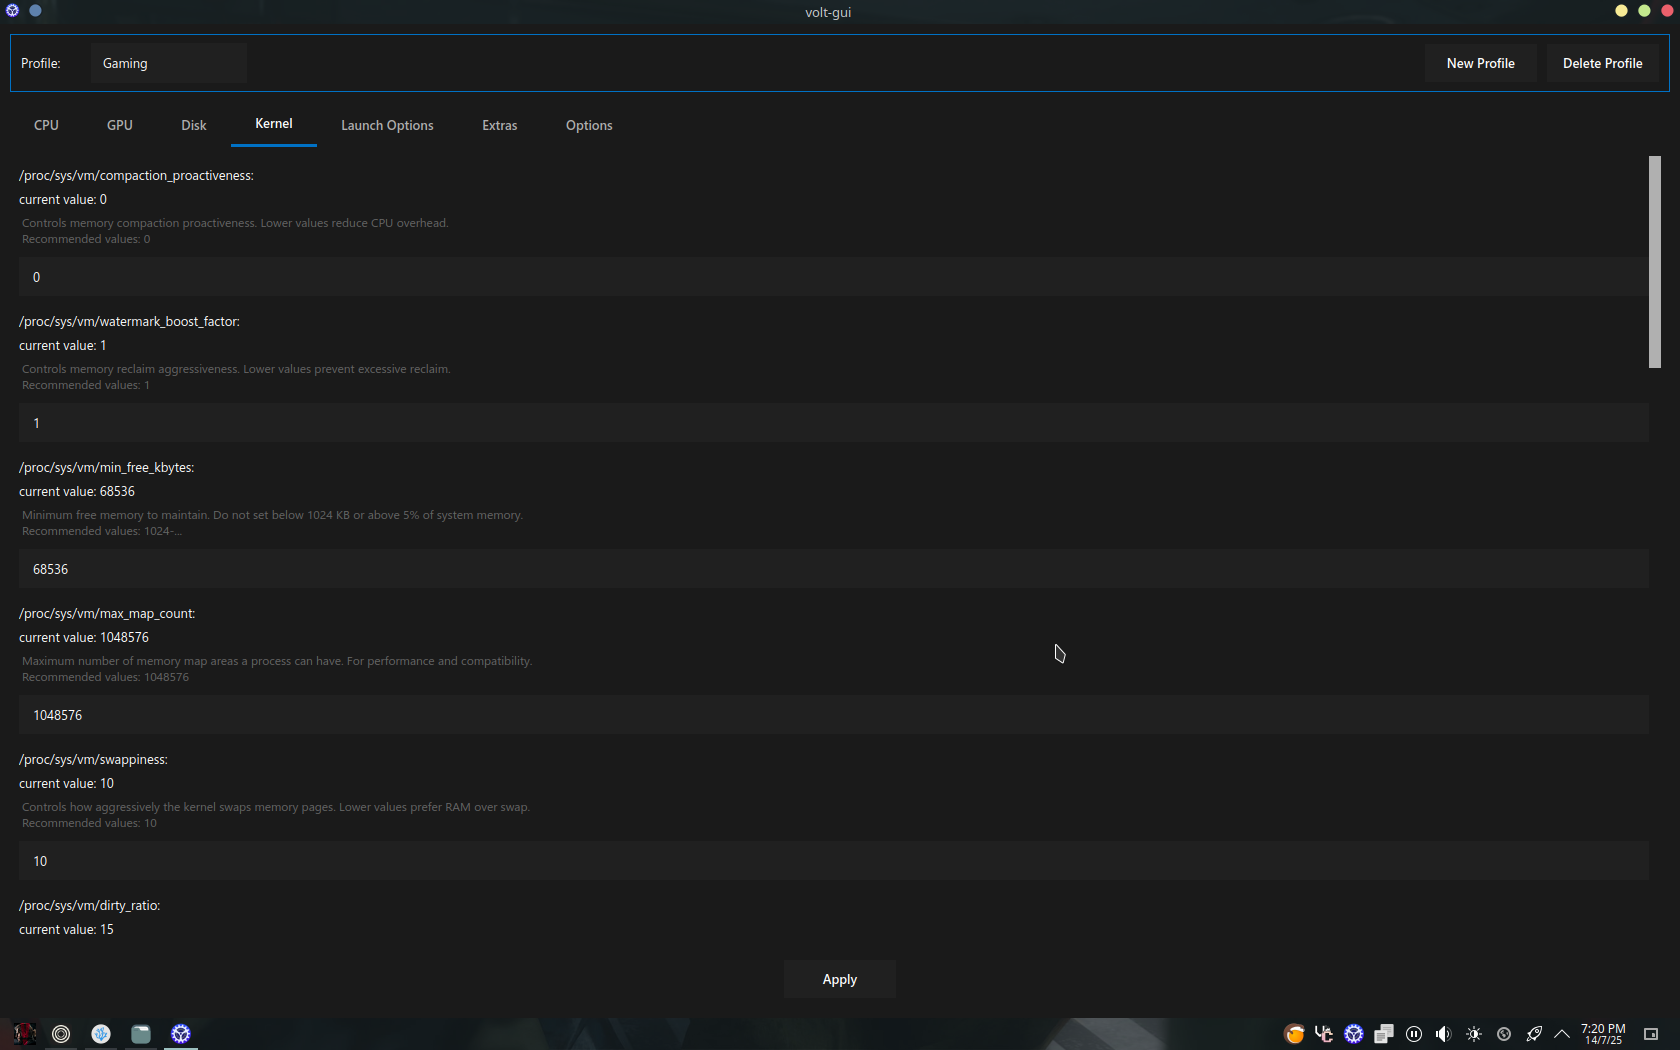 volt-gui
Profile:
Gaming
New Profile
Delete Profile
CPU
GPU
Disk
Kernel
Launch Options
Extras
Options
/proc/sys/vm/compaction_proactiveness:
current value: 0
Controls memory compaction proactiveness. Lower values reduce CPU overhead.
Recommended values: 0
0
/proc/sys/vm/watermark_boost_factor:
current value: 1
Controls memory reclaim aggressiveness. Lower values prevent excessive reclaim.
Recommended values: 1
1
/proc/sys/vm/min_free_kbytes:
current value: 68536
Minimum free memory to maintain. Do not set below 1024 KB or above 5% of system memory.
Recommended values: 1024-...
68536
/proc/sys/vm/max_map_count:
current value: 1048576
Maximum number of memory map areas a process can have. For performance and compatibility.
Recommended values: 1048576
1048576
/proc/sys/vm/swappiness:
current value: 10
Controls how aggressively the kernel swaps memory pages. Lower values prefer RAM over swap.
Recommended values: 10
10
/proc/sys/vm/dirty_ratio:
current value: 15
Apply
7:20 PM
14/7/25